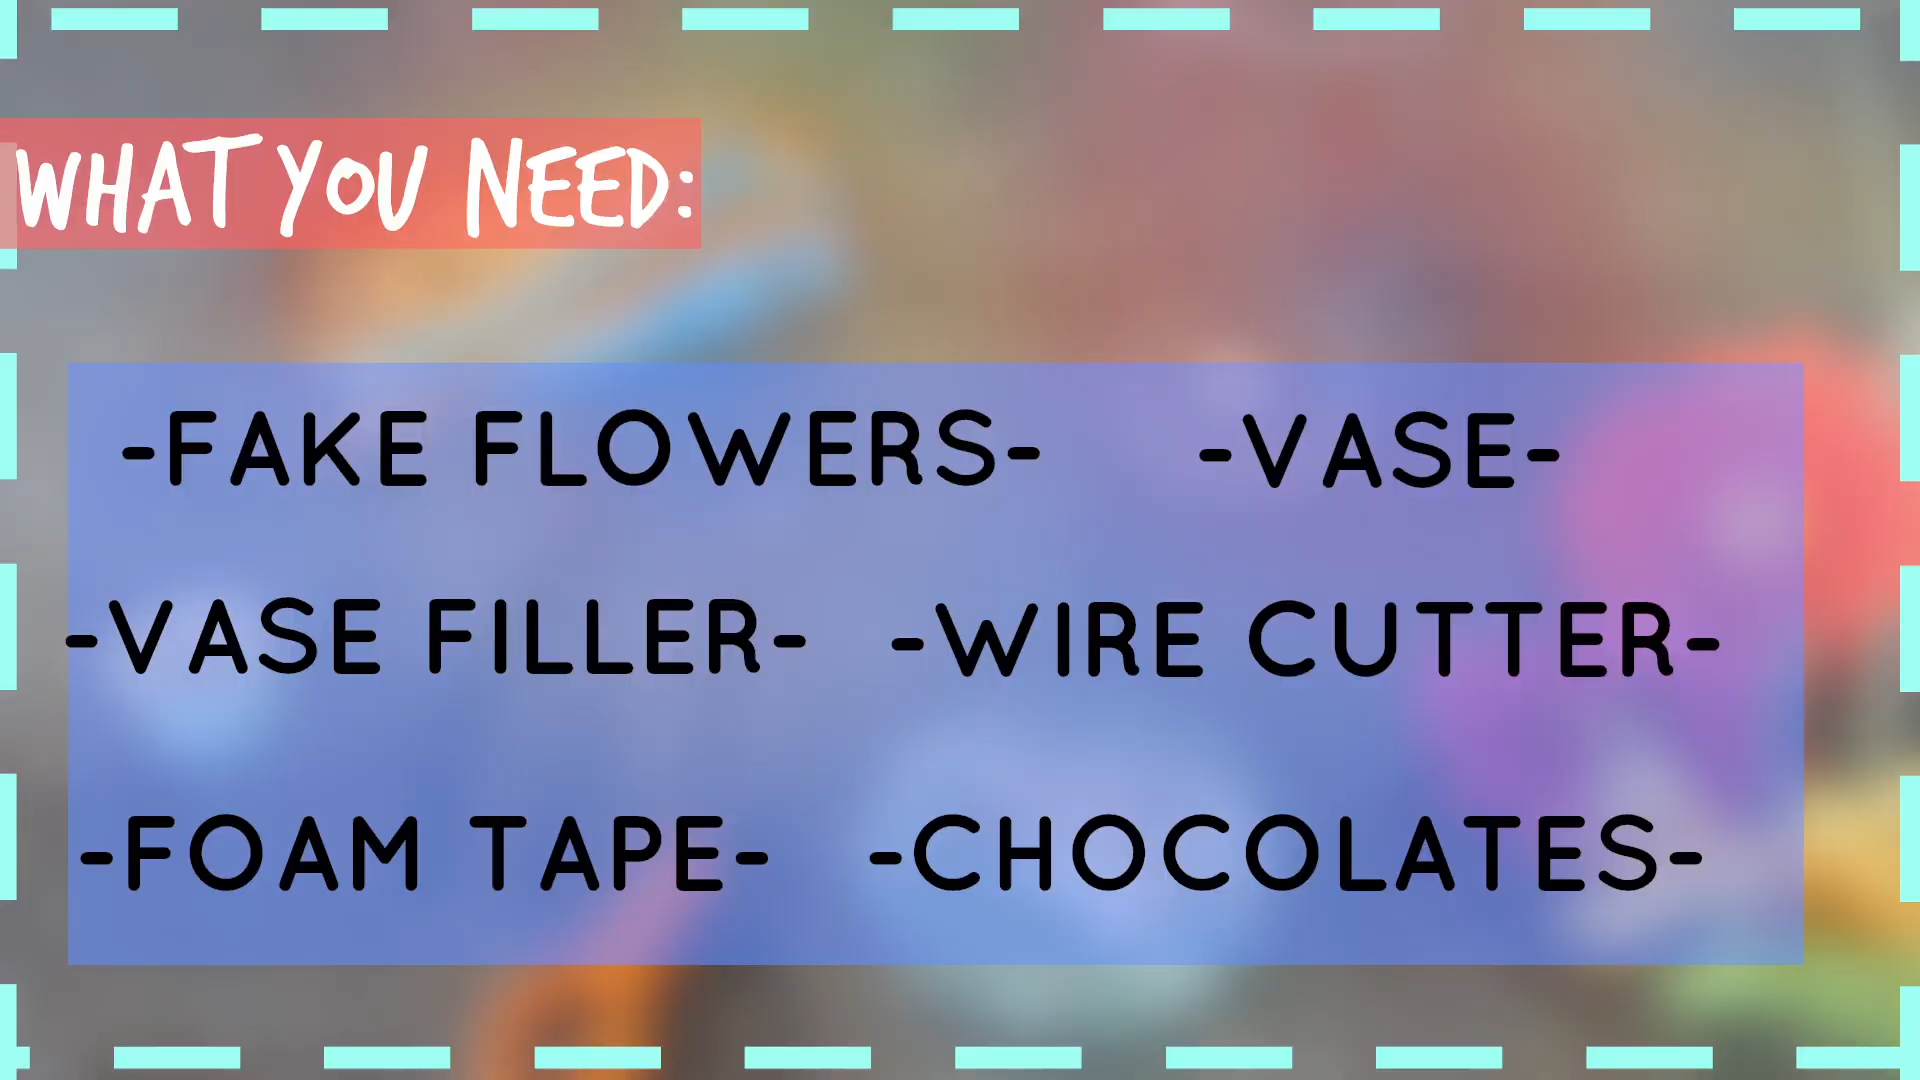 WHAT YOU NEED:
-FAKE FLOWERS- -VASE-
-VASE FILLER- -WIRE CUTTER-
-FOAM TAPE- -CHOCOLATES-